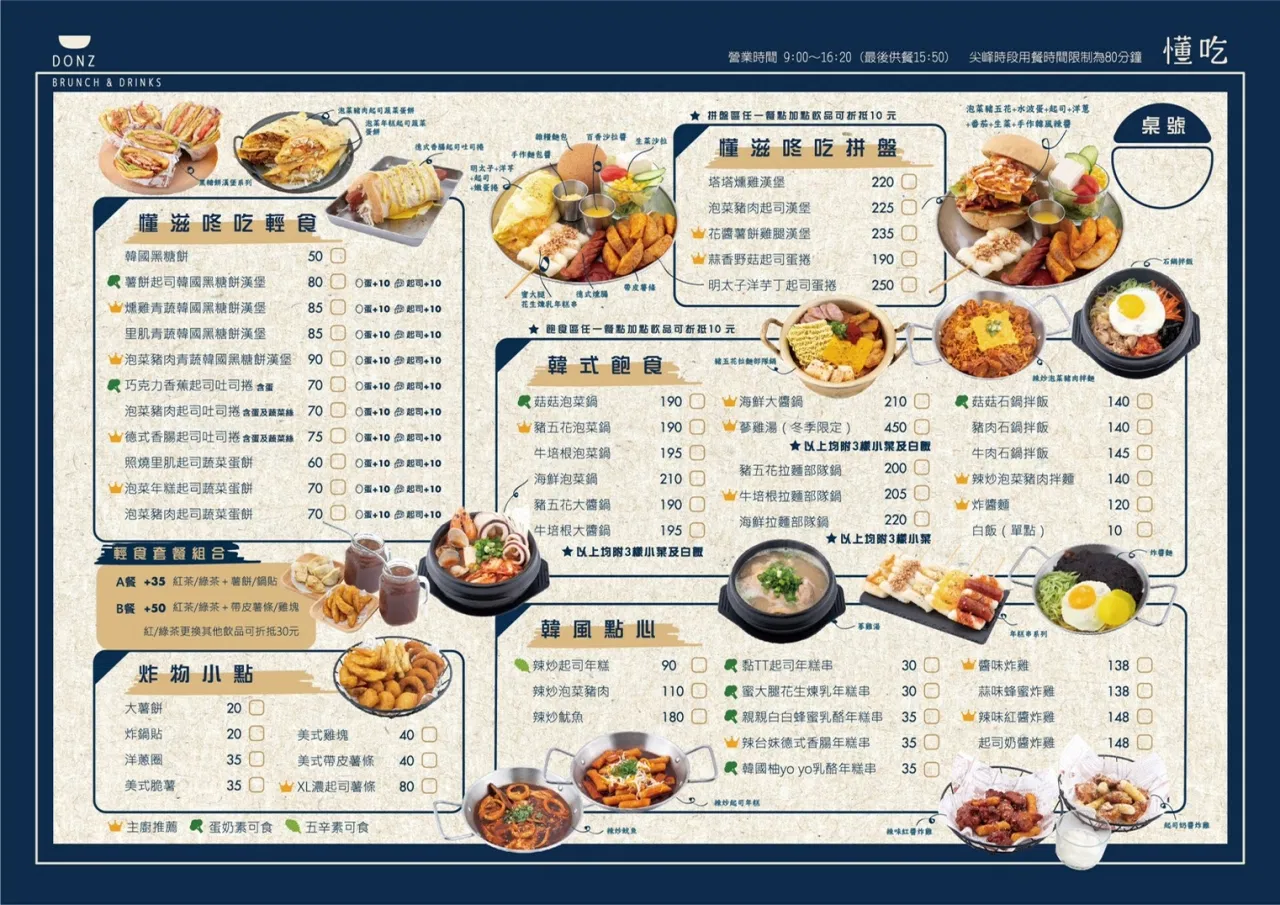 DONZ
BRUNCH & DRINKS
營業時間 9:00~16:20（最後供餐15:50） 尖峰時段用餐時間限制為80分鐘
懂吃
桌號
泡菜豬肉起司蔬菜蛋餅
泡菜年糕起司蔬菜蛋餅
德式香腸起司吐司捲
黑糖餅漢堡系列
懂滋咚吃輕食
韓國黑糖餅 50
薯餅起司韓國黑糖餅漢堡 80 蛋+10 起司+10
燻雞青蔬韓國黑糖餅漢堡 85 蛋+10 起司+10
里肌青蔬韓國黑糖餅漢堡 85 蛋+10 起司+10
泡菜豬肉青蔬韓國黑糖餅漢堡 90 蛋+10 起司+10
巧克力香蕉起司吐司捲 含蛋 70 蛋+10 起司+10
泡菜豬肉起司吐司捲 含蛋及蔬菜絲 70 蛋+10 起司+10
德式香腸起司吐司捲 含蛋及蔬菜絲 75 蛋+10 起司+10
照燒里肌起司蔬菜蛋餅 60 蛋+10 起司+10
泡菜年糕起司蔬菜蛋餅 70 蛋+10 起司+10
泡菜豬肉起司蔬菜蛋餅 70 蛋+10 起司+10
輕食套餐組合
A餐 +35 紅茶/綠茶+薯餅/鍋貼
B餐 +50 紅茶/綠茶+帶皮薯條/雞塊
紅/綠茶更換其他飲品可折抵30元
炸物小點
大薯餅 20
炸鍋貼 20
洋蔥圈 35
美式脆薯 35
美式雞塊 40
美式帶皮薯條 40
XL濃起司薯條 80
主廚推薦 蛋奶素可食 五辛素可食
雜糧麵包
百香沙拉醬
手作麵包醬
生菜沙拉
明太子+洋芋
+起司
+嫩蛋捲
蜜大腿
花生煉乳年糕串
德式燻腸
帶皮薯條
★ 拼盤區任一餐點加點飲品可折抵10元
懂滋咚吃拼盤
塔塔燻雞漢堡 220
泡菜豬肉起司漢堡 225
花醬薯餅雞腿漢堡 235
蒜香野菇起司蛋捲 190
明太子洋芋丁起司蛋捲 250
泡菜豬五花+水波蛋+起司+洋蔥
+番茄+生菜+手作韓風辣醬
石鍋拌飯
★ 飽食區任一餐點加點飲品可折抵10元
豬五花拉麵部隊鍋
辣炒泡菜豬肉拌麵
韓式飽食
菇菇泡菜鍋 190
豬五花泡菜鍋 190
牛培根泡菜鍋 195
海鮮泡菜鍋 210
豬五花大醬鍋 190
牛培根大醬鍋 195
★以上均附3樣小菜及白飯
海鮮大醬鍋 210
蔘雞湯（冬季限定） 450
★以上均附3樣小菜及白飯
豬五花拉麵部隊鍋 200
牛培根拉麵部隊鍋 205
海鮮拉麵部隊鍋 220
★以上均附3樣小菜
菇菇石鍋拌飯 140
豬肉石鍋拌飯 140
牛肉石鍋拌飯 145
辣炒泡菜豬肉拌麵 140
炸醬麵 120
白飯（單點） 10
蔘雞湯
年糕串系列
炸醬麵
韓風點心
辣炒起司年糕 90
辣炒泡菜豬肉 110
辣炒魷魚 180
黏TT起司年糕串 30
蜜大腿花生煉乳年糕串 30
親親白白蜂蜜乳酪年糕串 35
辣台妹德式香腸年糕串 35
韓國柚yo yo乳酪年糕串 35
醬味炸雞 138
蒜味蜂蜜炸雞 138
辣味紅醬炸雞 148
起司奶醬炸雞 148
辣炒起司年糕
辣炒魷魚
辣味紅醬炸雞
起司奶醬炸雞